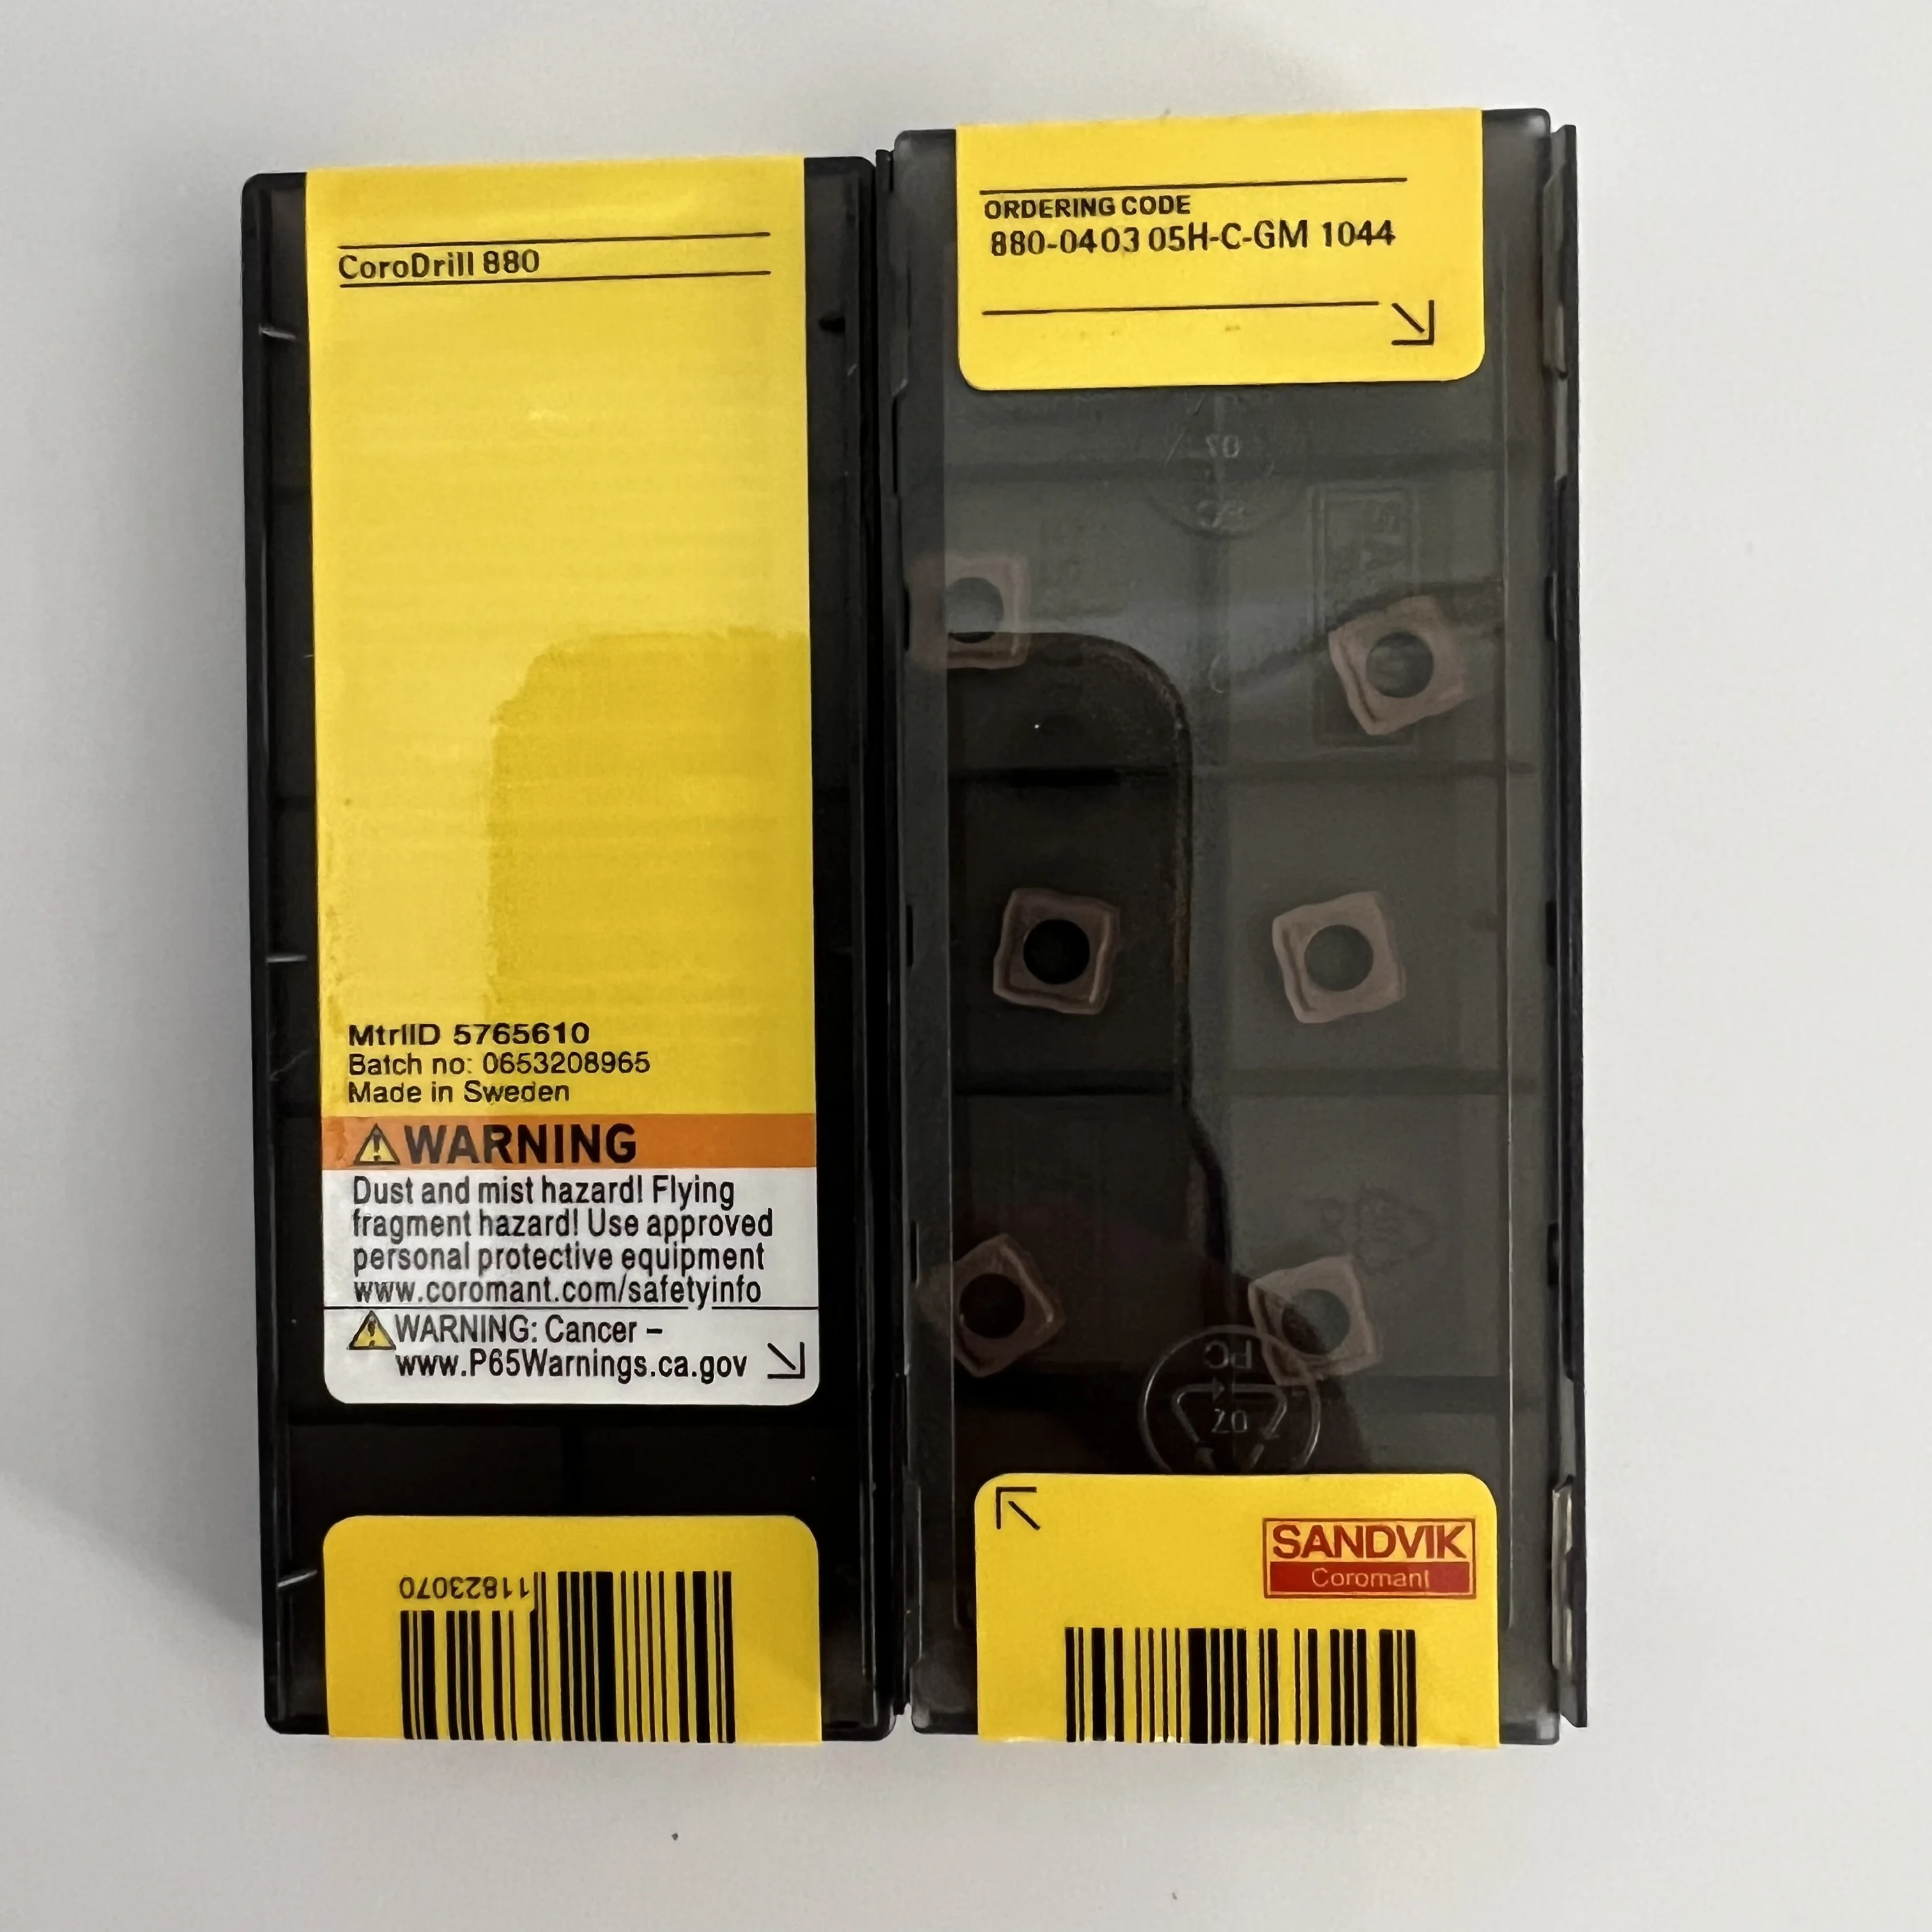 CoroDrill 880
MtrlID 5765610
Batch no: 0653208965
Made in Sweden
WARNING
Dust and mist hazard! Flying
fragment hazard! Use approved
personal protective equipment
www.coromant.com/safetyinfo
WARNING: Cancer –
www.P65Warnings.ca.gov
11823070
ORDERING CODE
880-0403 05H-C-GM 1044
PC
07
SANDVIK
Coromant